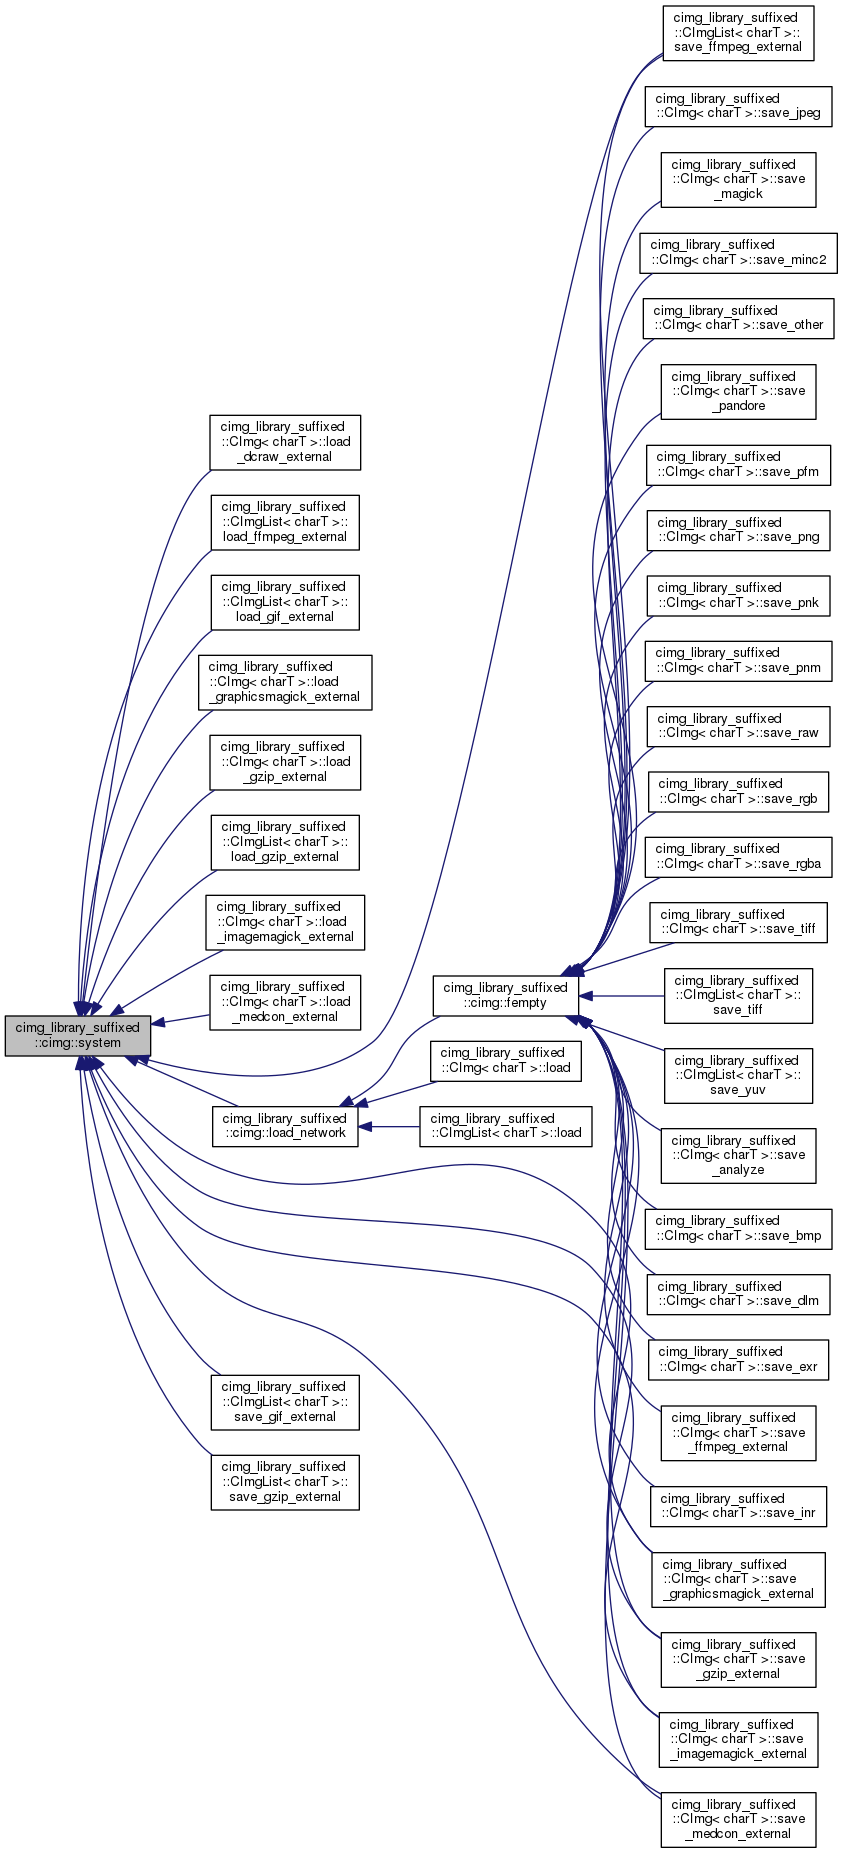 cimg_library_suffixed
::cimg::system
cimg_library_suffixed
::CImg< charT >::load
_dcraw_external
cimg_library_suffixed
::CImgList< charT >::
load_ffmpeg_external
cimg_library_suffixed
::CImgList< charT >::
load_gif_external
cimg_library_suffixed
::CImg< charT >::load
_graphicsmagick_external
cimg_library_suffixed
::CImg< charT >::load
_gzip_external
cimg_library_suffixed
::CImgList< charT >::
load_gzip_external
cimg_library_suffixed
::CImg< charT >::load
_imagemagick_external
cimg_library_suffixed
::CImg< charT >::load
_medcon_external
cimg_library_suffixed
::cimg::load_network
cimg_library_suffixed
::CImgList< charT >::
save_gif_external
cimg_library_suffixed
::CImgList< charT >::
save_gzip_external
cimg_library_suffixed
::cimg::fempty
cimg_library_suffixed
::CImg< charT >::load
cimg_library_suffixed
::CImgList< charT >::load
cimg_library_suffixed
::CImgList< charT >::
save_ffmpeg_external
cimg_library_suffixed
::CImg< charT >::save_jpeg
cimg_library_suffixed
::CImg< charT >::save
_magick
cimg_library_suffixed
::CImg< charT >::save_minc2
cimg_library_suffixed
::CImg< charT >::save_other
cimg_library_suffixed
::CImg< charT >::save
_pandore
cimg_library_suffixed
::CImg< charT >::save_pfm
cimg_library_suffixed
::CImg< charT >::save_png
cimg_library_suffixed
::CImg< charT >::save_pnk
cimg_library_suffixed
::CImg< charT >::save_pnm
cimg_library_suffixed
::CImg< charT >::save_raw
cimg_library_suffixed
::CImg< charT >::save_rgb
cimg_library_suffixed
::CImg< charT >::save_rgba
cimg_library_suffixed
::CImg< charT >::save_tiff
cimg_library_suffixed
::CImgList< charT >::
save_tiff
cimg_library_suffixed
::CImgList< charT >::
save_yuv
cimg_library_suffixed
::CImg< charT >::save
_analyze
cimg_library_suffixed
::CImg< charT >::save_bmp
cimg_library_suffixed
::CImg< charT >::save_dlm
cimg_library_suffixed
::CImg< charT >::save_exr
cimg_library_suffixed
::CImg< charT >::save
_ffmpeg_external
cimg_library_suffixed
::CImg< charT >::save_inr
cimg_library_suffixed
::CImg< charT >::save
_graphicsmagick_external
cimg_library_suffixed
::CImg< charT >::save
_gzip_external
cimg_library_suffixed
::CImg< charT >::save
_imagemagick_external
cimg_library_suffixed
::CImg< charT >::save
_medcon_external